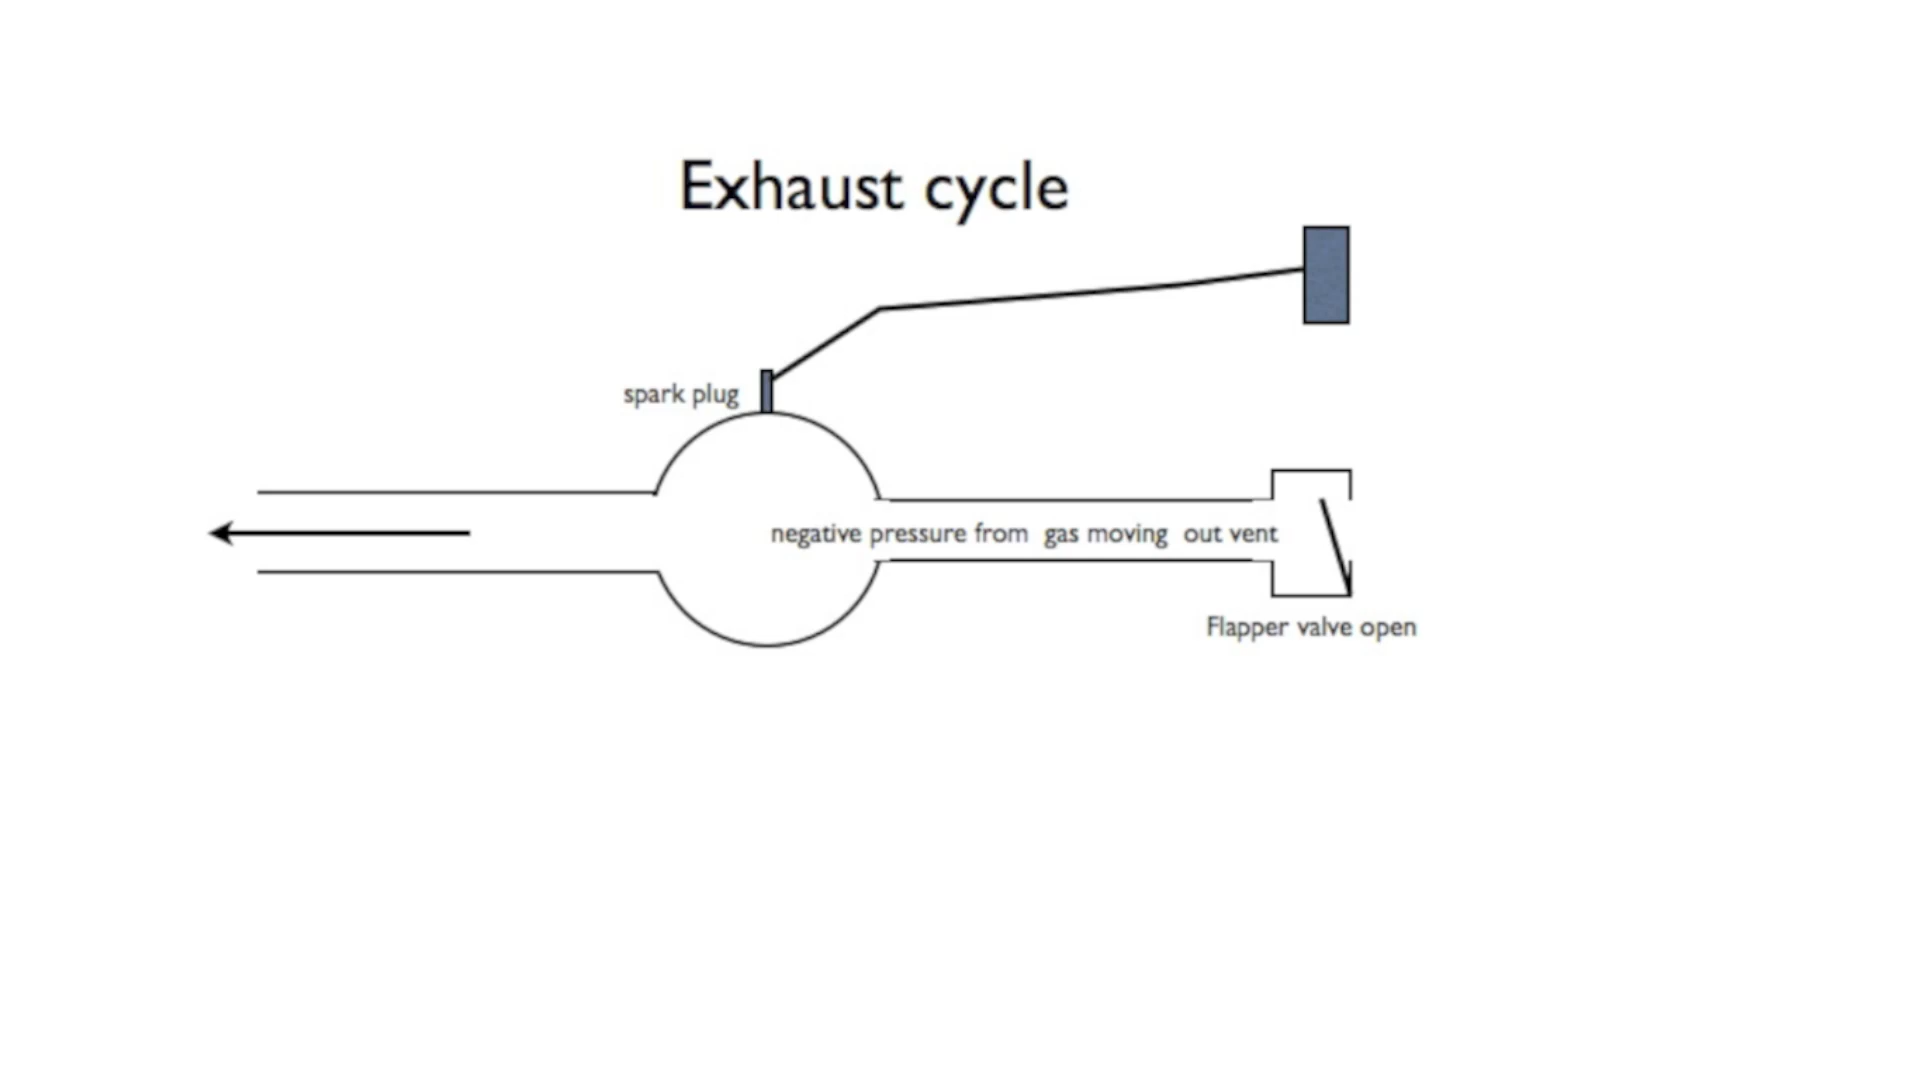 Exhaust cycle
spark plug
negative pressure from gas moving out vent
Flapper valve open